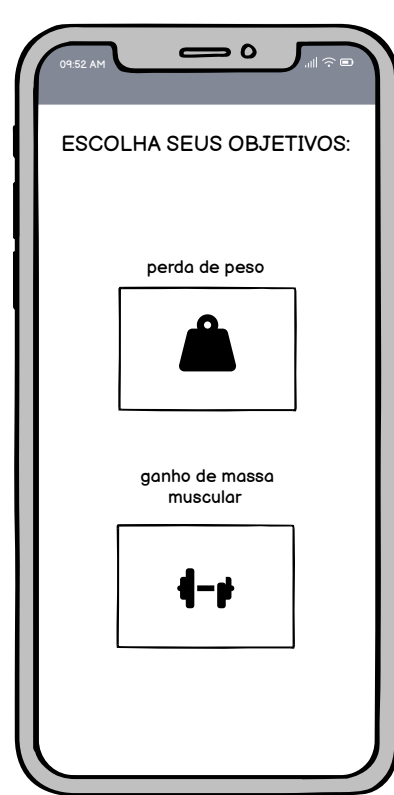 09:52 AM
ESCOLHA SEUS OBJETIVOS:
perda de peso
ganho de massa
muscular